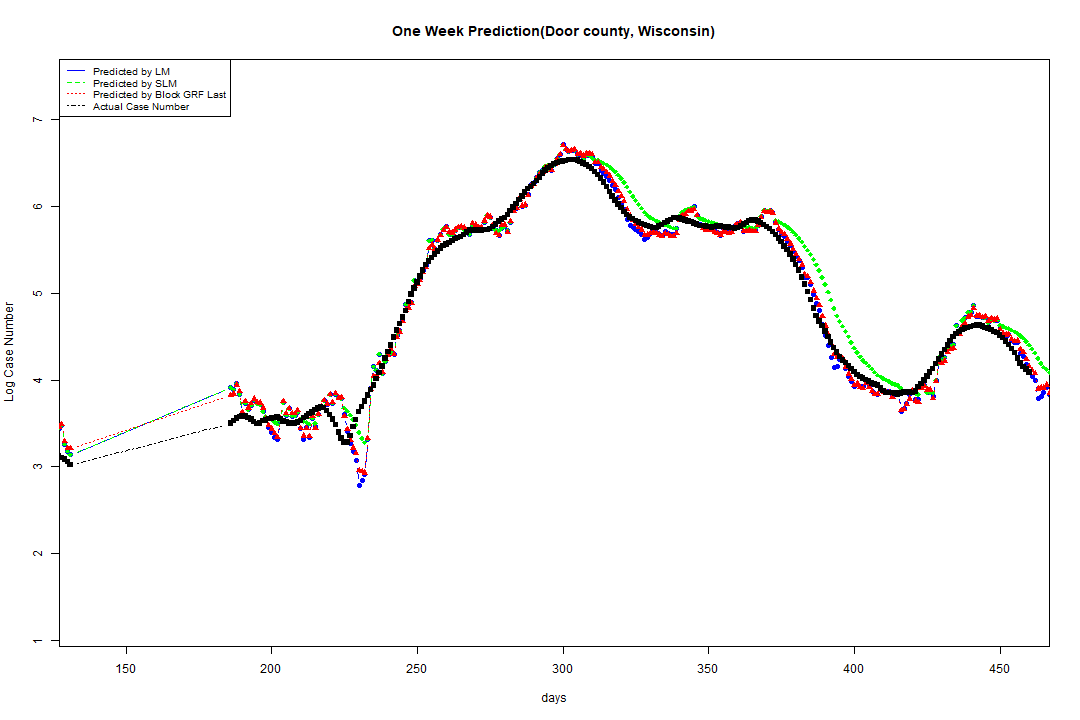 One Week Prediction(Door county, Wisconsin)
Predicted by LM
Predicted by SLM
Predicted by Block GRF Last
Actual Case Number
7
6
5
4
3
2
1
Log Case Number
150 200 250 300 350 400 450
days